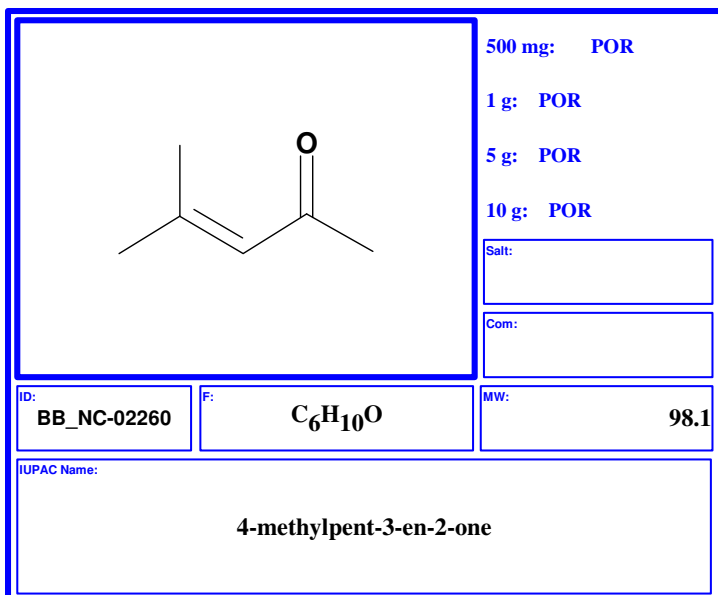 O
500 mg: POR
1 g: POR
5 g: POR
10 g: POR
Salt:
Com:
ID:
BB_NC-02260
F:
C6H10O
MW:
98.1
IUPAC Name:
4-methylpent-3-en-2-one